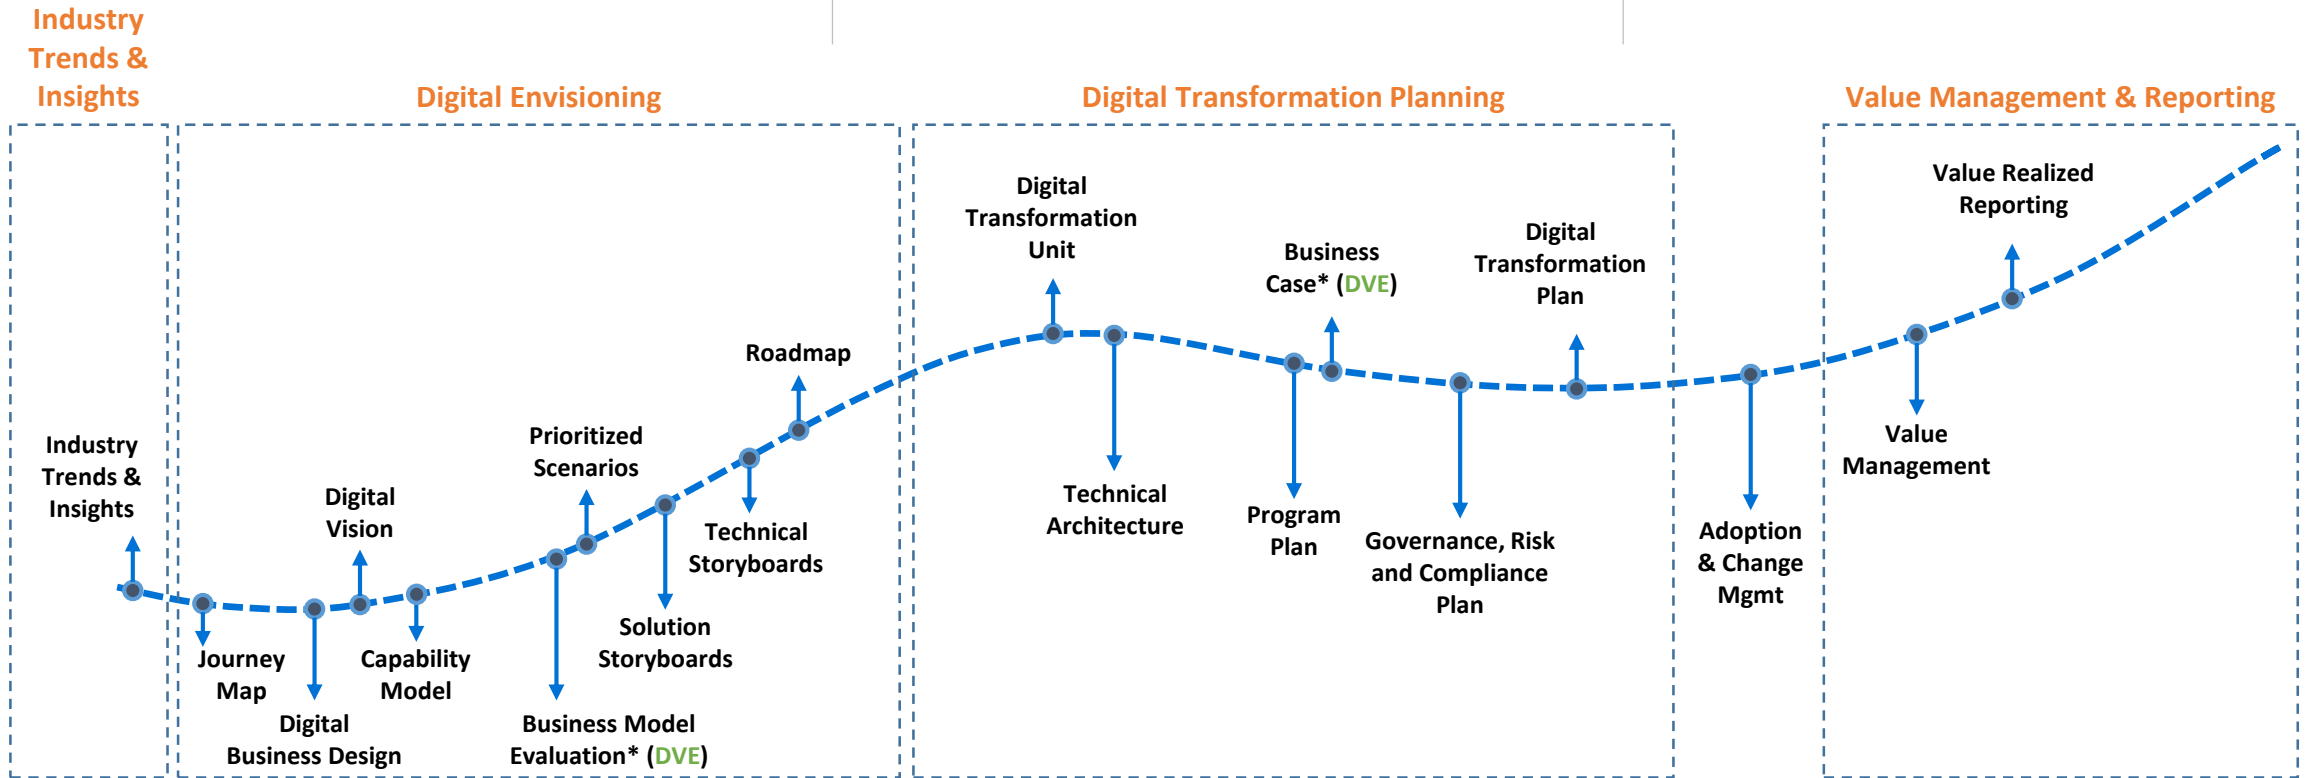 Industry
Trends &
Insights
Digital Envisioning
Digital Transformation Planning
Value Management & Reporting
Industry
Trends &
Insights
Journey
Map
Digital
Business Design
Digital
Vision
Capability
Model
Business Model
Evaluation* (DVE)
Prioritized
Scenarios
Solution
Storyboards
Technical
Storyboards
Roadmap
Digital
Transformation
Unit
Technical
Architecture
Program
Plan
Business
Case* (DVE)
Governance, Risk
and Compliance
Plan
Digital
Transformation
Plan
Adoption
& Change
Mgmt
Value
Management
Value Realized
Reporting